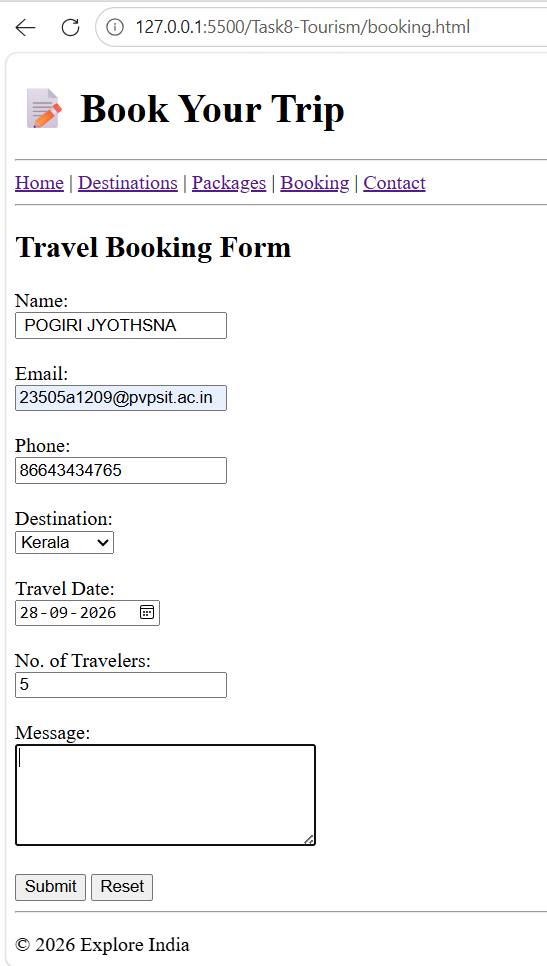 127.0.0.1:5500/Task8-Tourism/booking.html
Book Your Trip
Home | Destinations | Packages | Booking | Contact
Travel Booking Form
Name:
POGIRI JYOTHSNA
Email:
23505a1209@pvpsit.ac.in
Phone:
86643434765
Destination:
Kerala
Travel Date:
28-09-2026
No. of Travelers:
5
Message:
Submit Reset
© 2026 Explore India